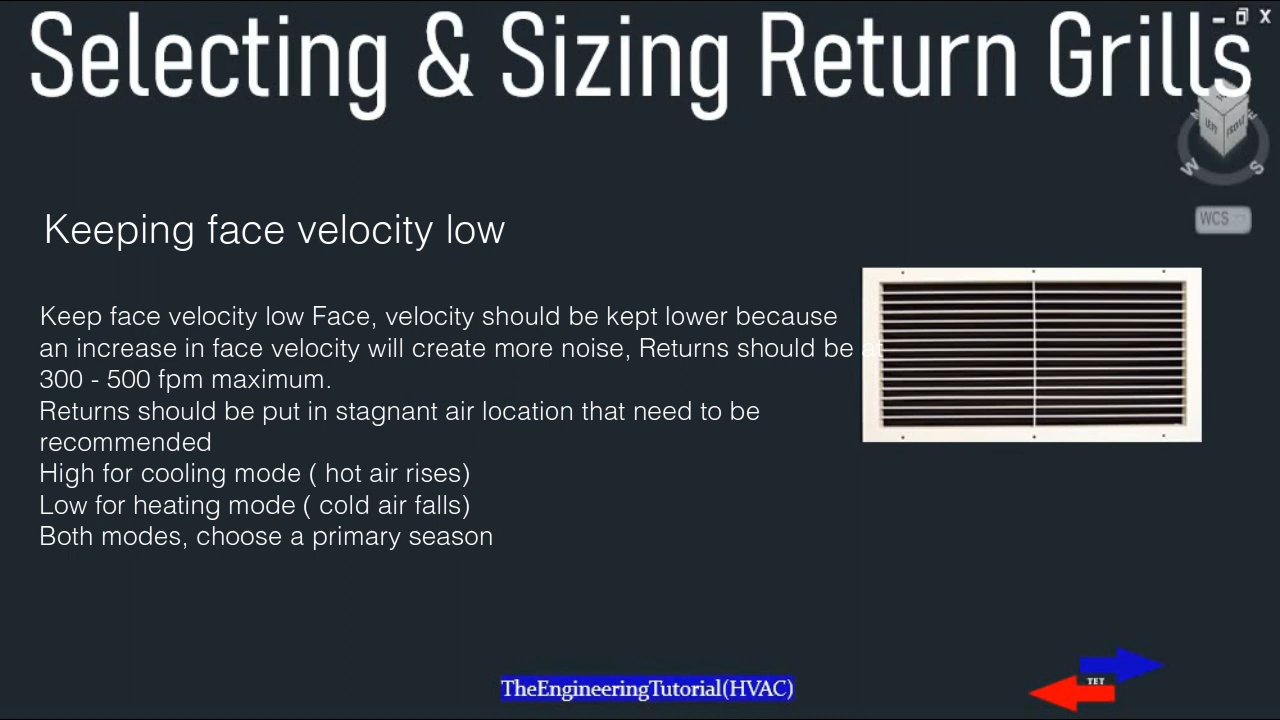 Selecting & Sizing Return Grills
LEFT FRONT
W S
WCS
Keeping face velocity low
Keep face velocity low Face, velocity should be kept lower because
an increase in face velocity will create more noise, Returns should be at
300 - 500 fpm maximum.
Returns should be put in stagnant air location that need to be
recommended
High for cooling mode ( hot air rises)
Low for heating mode ( cold air falls)
Both modes, choose a primary season
TheEngineeringTutorial(HVAC)
TET